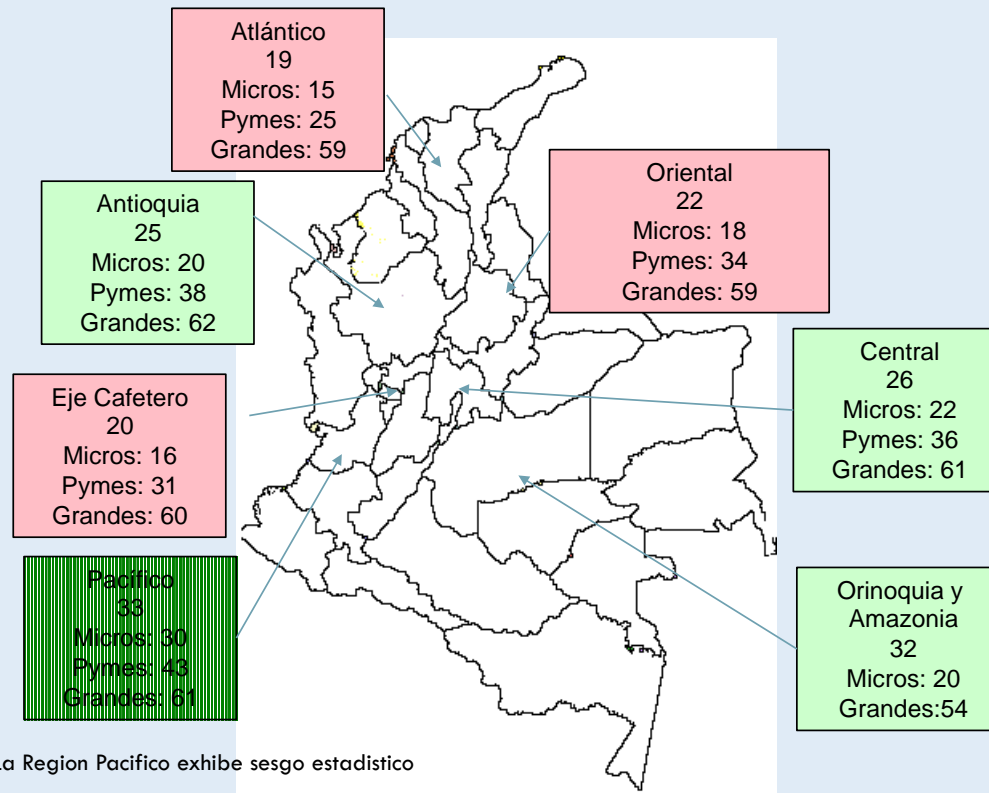 Atlántico
19
Micros: 15
Pymes: 25
Grandes: 59
Oriental
22
Micros: 18
Pymes: 34
Grandes: 59
Antioquia
25
Micros: 20
Pymes: 38
Grandes: 62
Central
26
Micros: 22
Pymes: 36
Grandes: 61
Eje Cafetero
20
Micros: 16
Pymes: 31
Grandes: 60
Pacífico
33
Micros: 30
Pymes: 43
Grandes: 61
Orinoquia y
Amazonia
32
Micros: 20
Grandes:54
La Region Pacifico exhibe sesgo estadistico